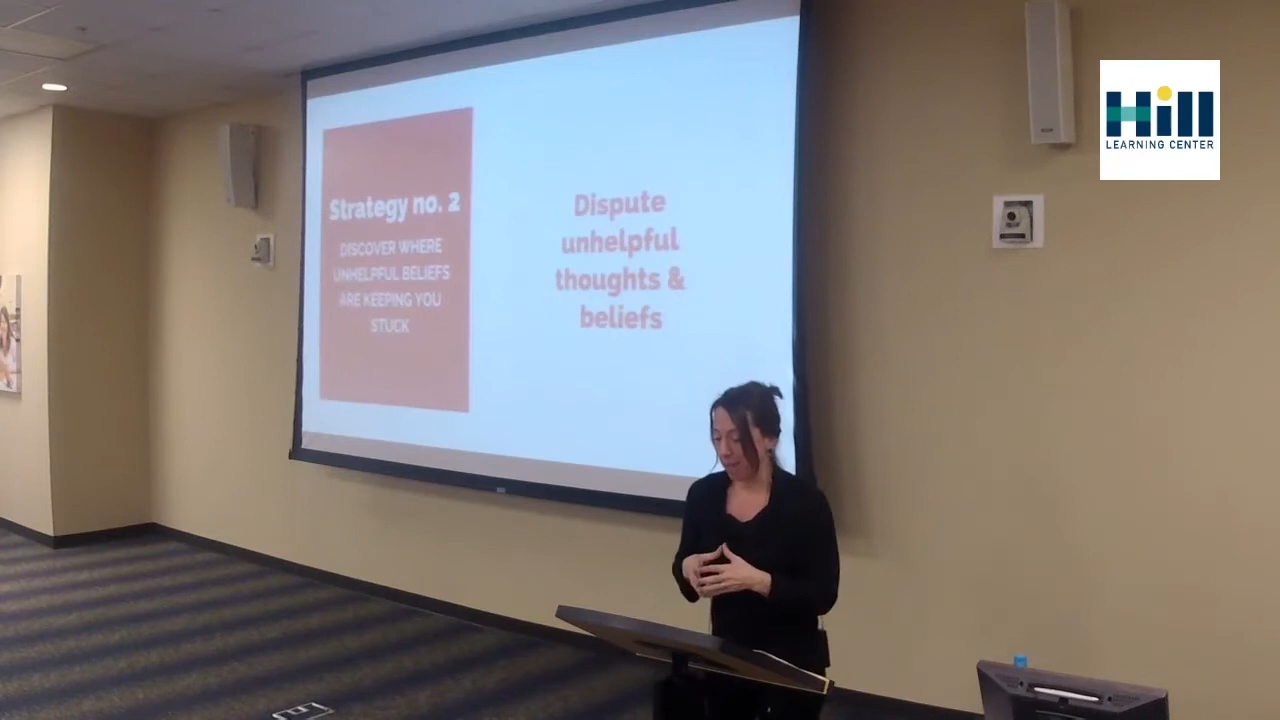 Strategy no. 2
DISCOVER WHERE
UNHELPFUL BELIEFS
ARE KEEPING YOU
STUCK
Dispute
unhelpful
thoughts &
beliefs
Hill
LEARNING CENTER